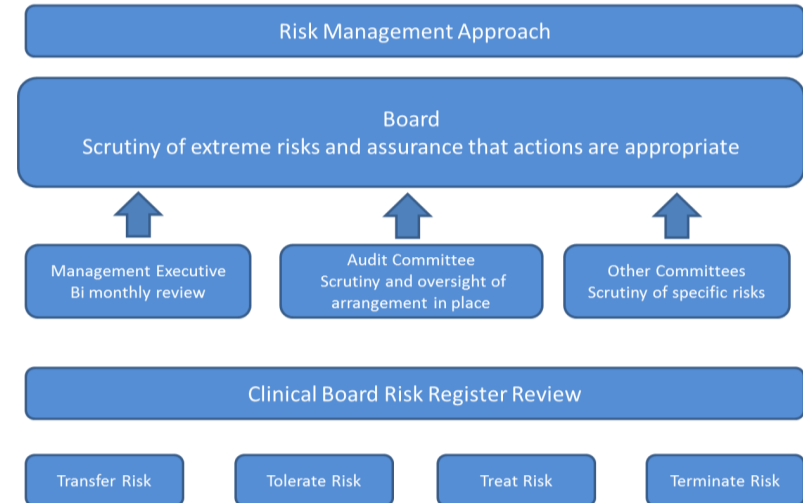 Risk Management Approach
Board
Scrutiny of extreme risks and assurance that actions are appropriate
Management Executive
Bi monthly review
Audit Committee
Scrutiny and oversight of
arrangement in place
Other Committees
Scrutiny of specific risks
Clinical Board Risk Register Review
Transfer Risk
Tolerate Risk
Treat Risk
Terminate Risk